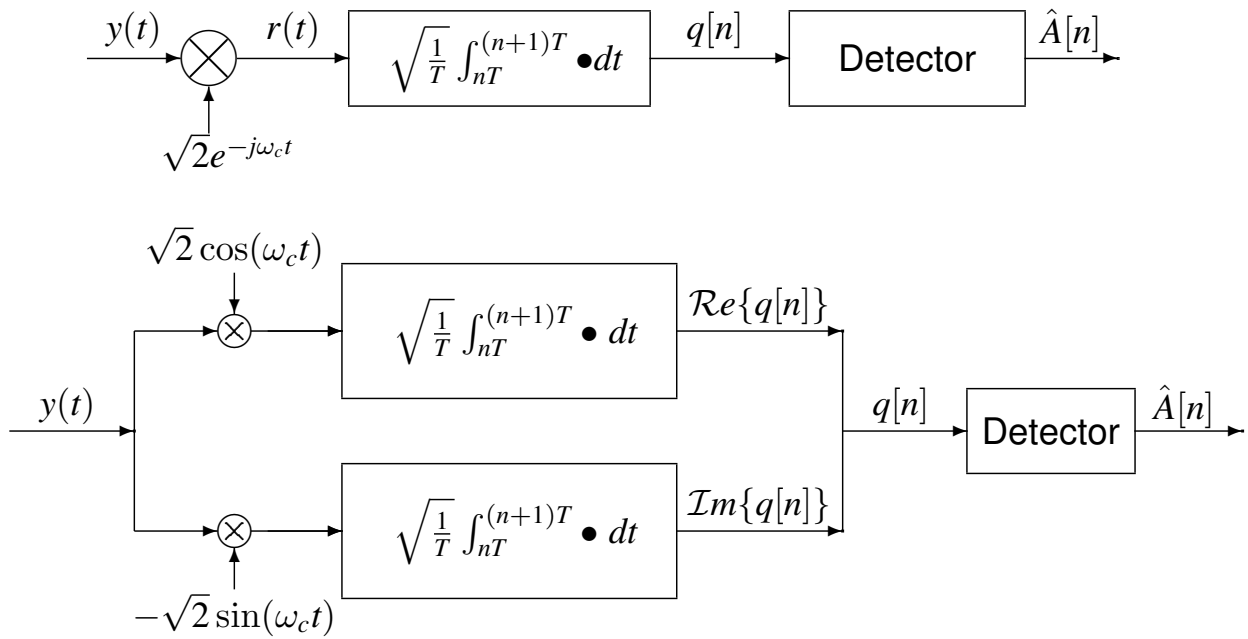 y(t) r(t) √(1/T) ∫_{nT}^{(n+1)T} •dt q[n] Detector Â[n]
√2e^{−jω_c t}
√2 cos(ω_c t)
√(1/T) ∫_{nT}^{(n+1)T} • dt Re{q[n]}
y(t) q[n] Detector Â[n]
√(1/T) ∫_{nT}^{(n+1)T} • dt Im{q[n]}
−√2 sin(ω_c t)